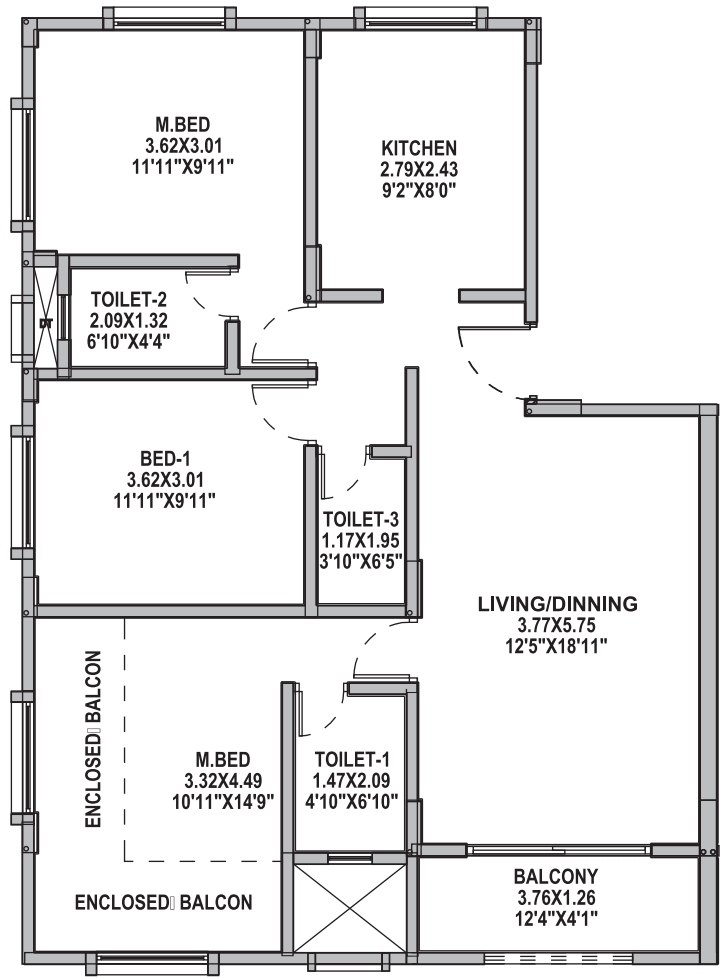 M.BED
3.62X3.01
11'11"X9'11"
KITCHEN
2.79X2.43
9'2"X8'0"
TOILET-2
2.09X1.32
6'10"X4'4"
DT
BED-1
3.62X3.01
11'11"X9'11"
TOILET-3
1.17X1.95
3'10"X6'5"
LIVING/DINNING
3.77X5.75
12'5"X18'11"
ENCLOSED▯ BALCON
M.BED
3.32X4.49
10'11"X14'9"
TOILET-1
1.47X2.09
4'10"X6'10"
ENCLOSED▯ BALCON
BALCONY
3.76X1.26
12'4"X4'1"